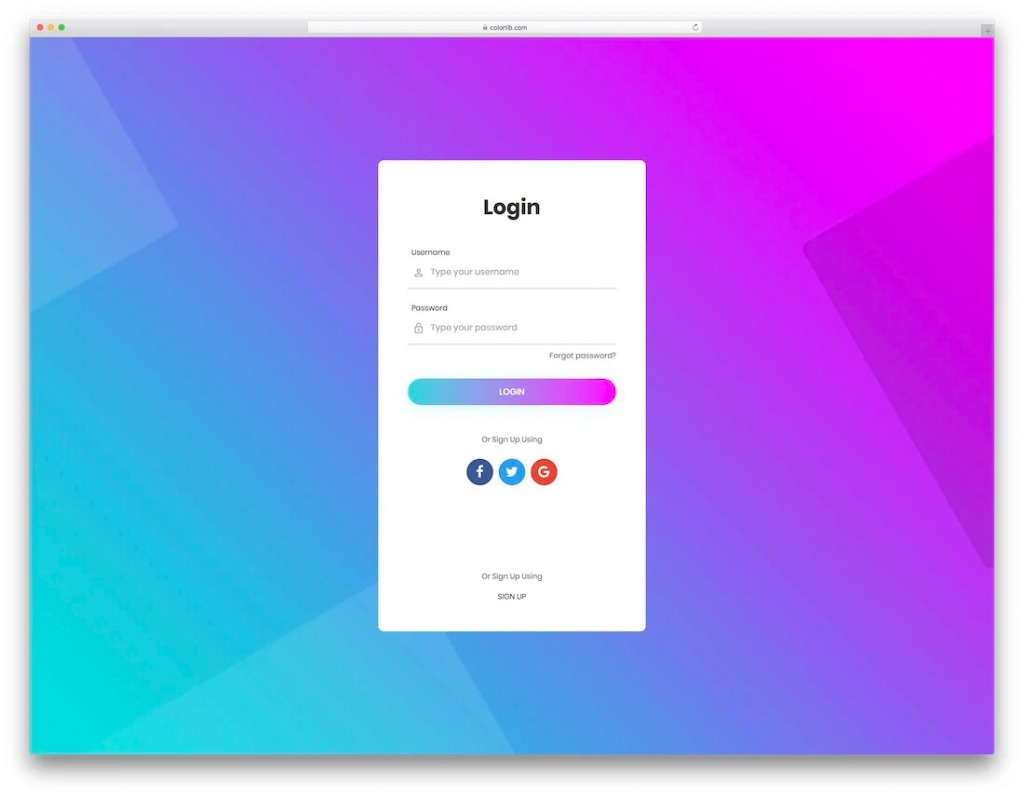 colorlib.com
Login
Username
Type your username
Password
Type your password
Forgot password?
LOGIN
Or Sign Up Using
f G
Or Sign Up Using
SIGN UP